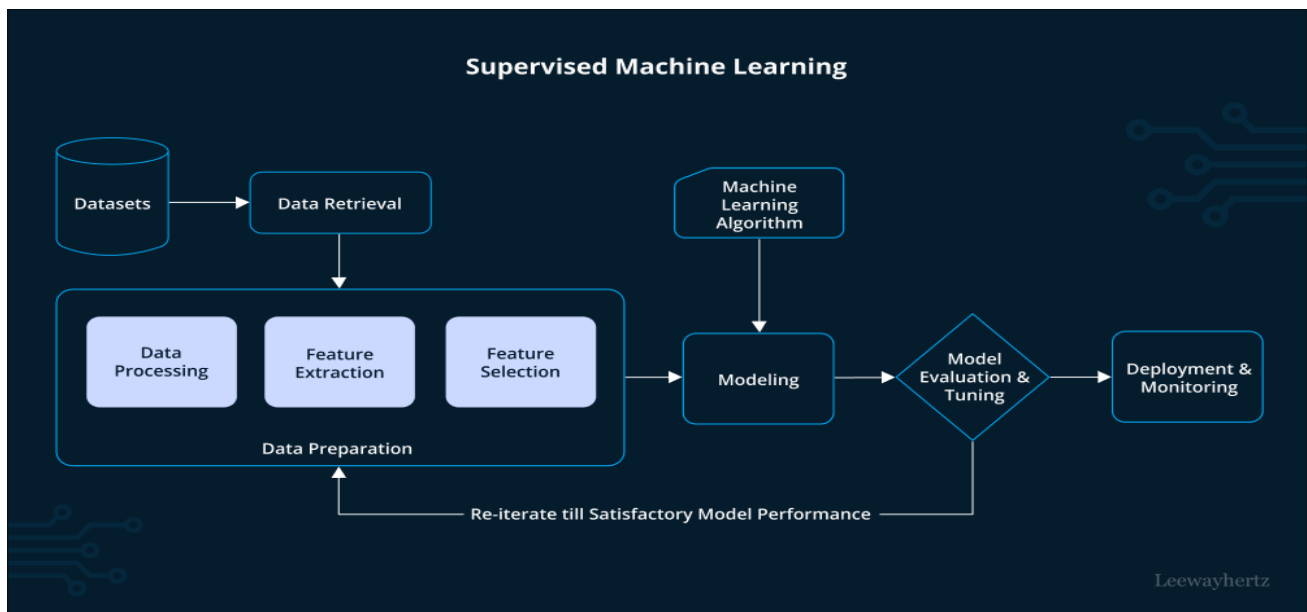 Supervised Machine Learning
Datasets
Data Retrieval
Machine
Learning
Algorithm
Data
Processing
Feature
Extraction
Feature
Selection
Data Preparation
Modeling
Model
Evaluation &
Tuning
Deployment &
Monitoring
Re-iterate till Satisfactory Model Performance
Leewayhertz